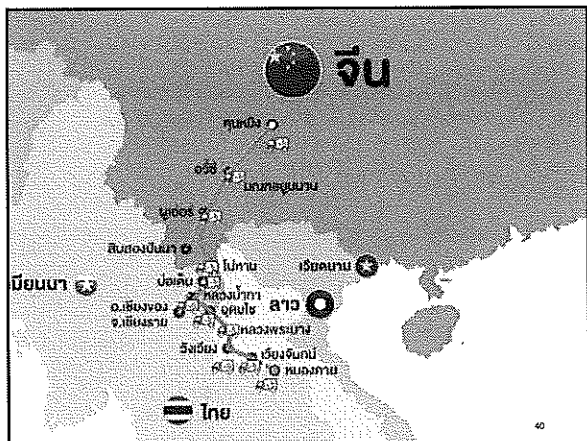 จีน
คุนหมิง
อวี้ซี
มณฑลยูนนาน
ผูเออร์
สิบสองปันนา
โม่หาน
เวียดนาม
บ่อเต็น
เมียนมา
หลวงน้ำทา
ลาว
อ.เชียงของ
อุดมไซ
จ.เชียงราย
หลวงพระบาง
วังเวียง
เวียงจันทน์
หนองคาย
ไทย
40